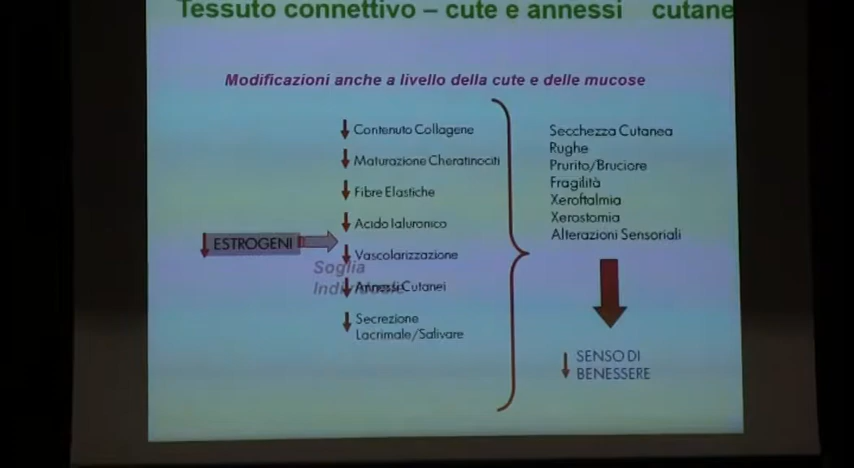 Tessuto connettivo – cute e annessi cutane
Modificazioni anche a livello della cute e delle mucose
Contenuto Collagene
Maturazione Cheratinociti
Fibre Elastiche
Acido Ialuronico
ESTROGENI
Vascolarizzazione
Soglia
Individuale
Annessi Cutanei
Secrezione
Lacrimale/Salivare
Secchezza Cutanea
Rughe
Prurito/Bruciore
Fragilità
Xeroftalmia
Xerostomia
Alterazioni Sensoriali
SENSO DI
BENESSERE